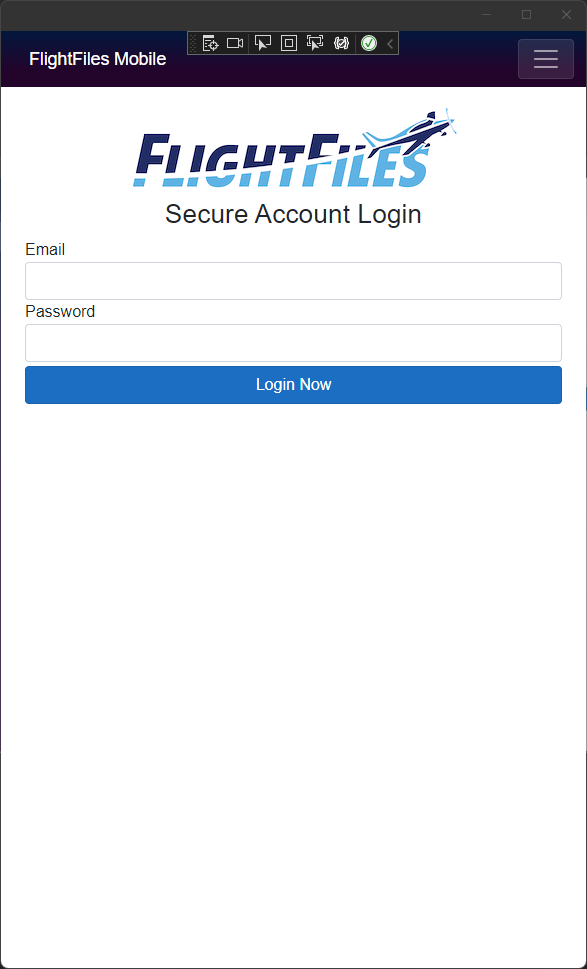 FlightFiles Mobile
FLIGHTFILES
Secure Account Login
Email
Password
Login Now